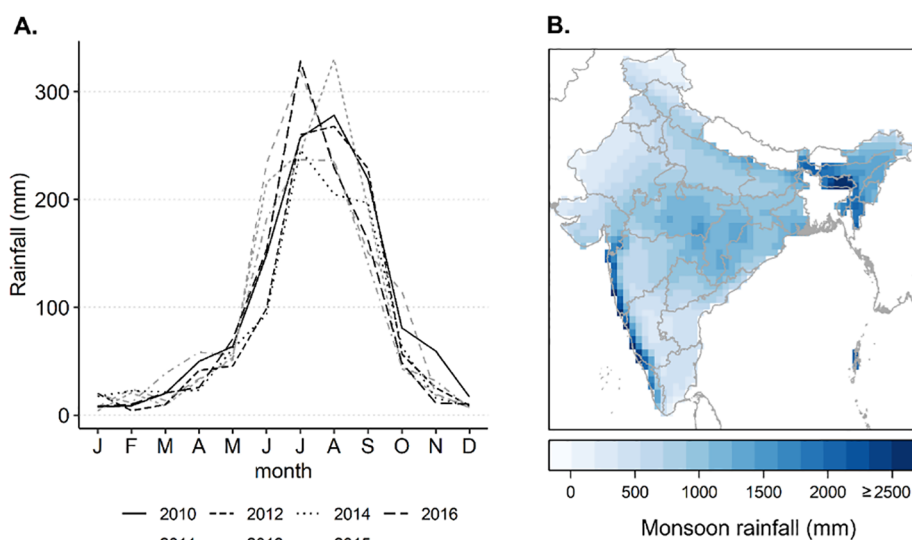 A.
B.
300
200
100
0
Rainfall (mm)
J F M A M J J A S O N D
month
2010 2012 2014 2016
0 500 1000 1500 2000 ≥2500
Monsoon rainfall (mm)